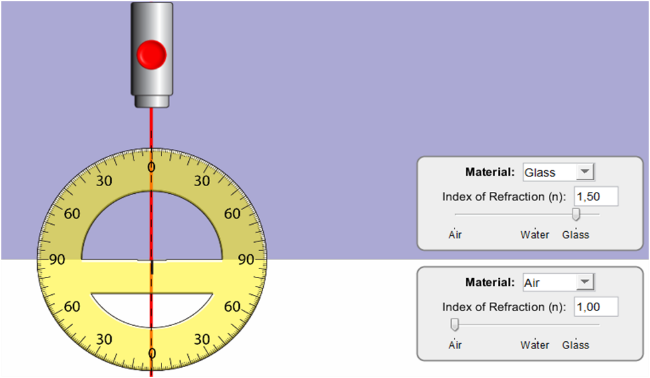 0
30 30
60 60
90 90
60 60
30 30
0
Material: Glass
Index of Refraction (n): 1,50
Air Water Glass
Material: Air
Index of Refraction (n): 1,00
Air Water Glass